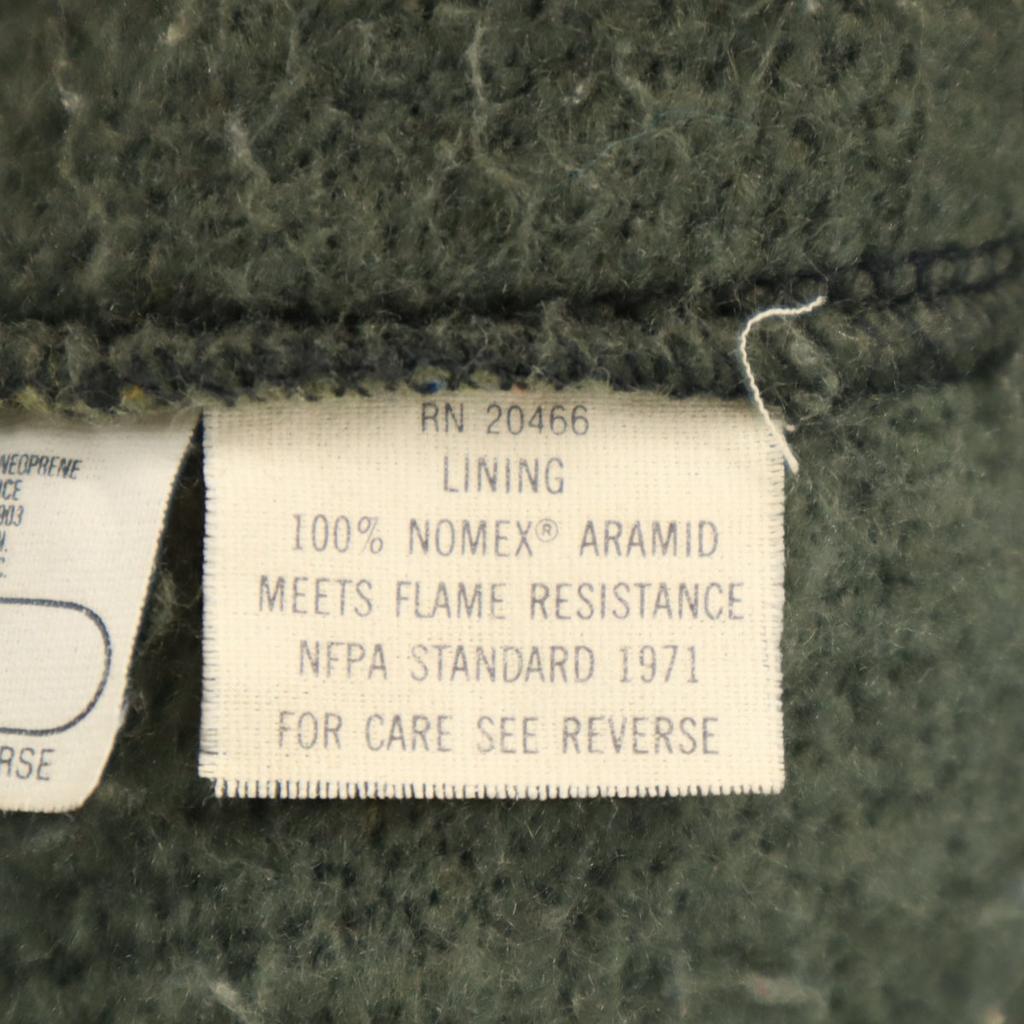 NEOPRENE
RSE
RN 20466
LINING
100% NOMEX® ARAMID
MEETS FLAME RESISTANCE
NFPA STANDARD 1971
FOR CARE SEE REVERSE